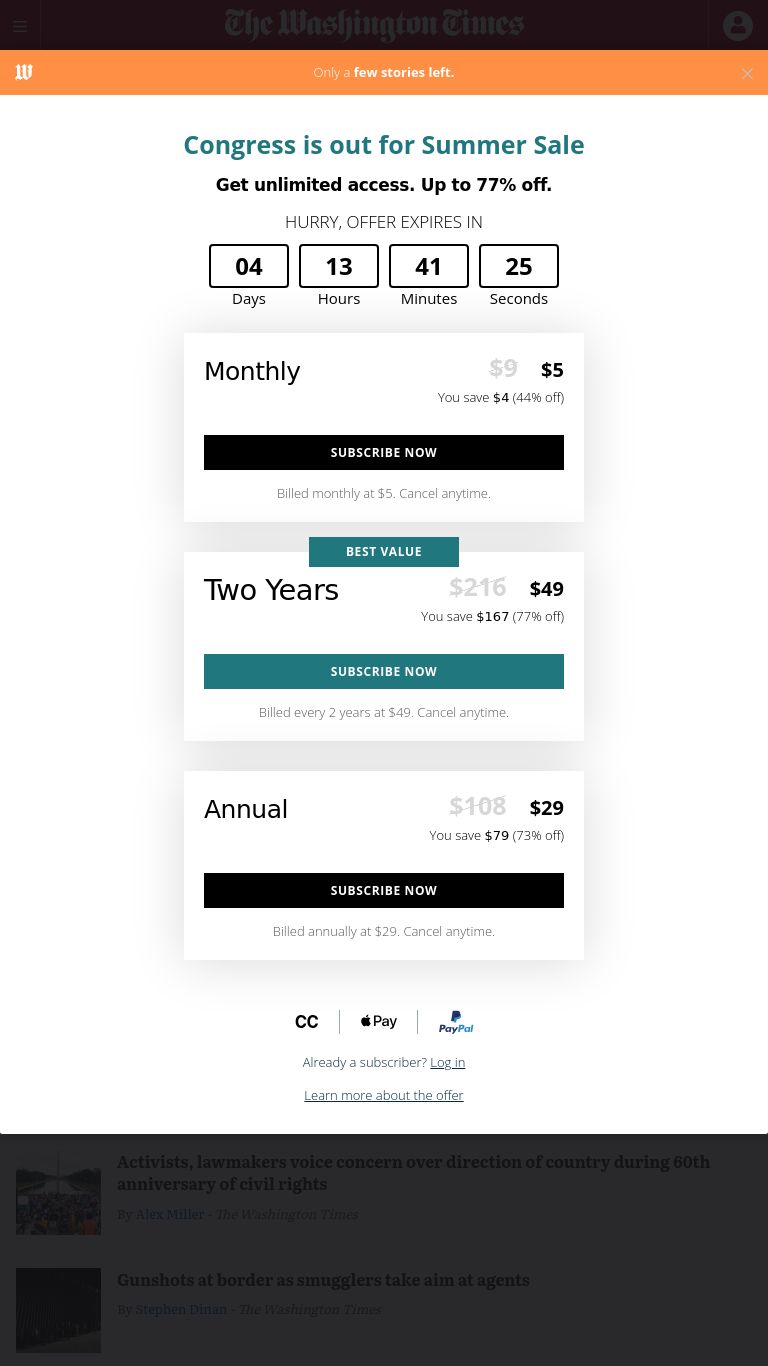 The Washington Times
W
Only a few stories left.
Congress is out for Summer Sale
Get unlimited access. Up to 77% off.
HURRY, OFFER EXPIRES IN
04 13 41 25
Days Hours Minutes Seconds
Monthly $9 $5
You save $4 (44% off)
SUBSCRIBE NOW
Billed monthly at $5. Cancel anytime.
BEST VALUE
Two Years $216 $49
You save $167 (77% off)
SUBSCRIBE NOW
Billed every 2 years at $49. Cancel anytime.
Annual $108 $29
You save $79 (73% off)
SUBSCRIBE NOW
Billed annually at $29. Cancel anytime.
CC Pay PayPal
Already a subscriber? Log in
Learn more about the offer
Activists, lawmakers voice concern over direction of country during 60th
anniversary of civil rights
By Alex Miller - The Washington Times
Gunshots at border as smugglers take aim at agents
By Stephen Dinan - The Washington Times